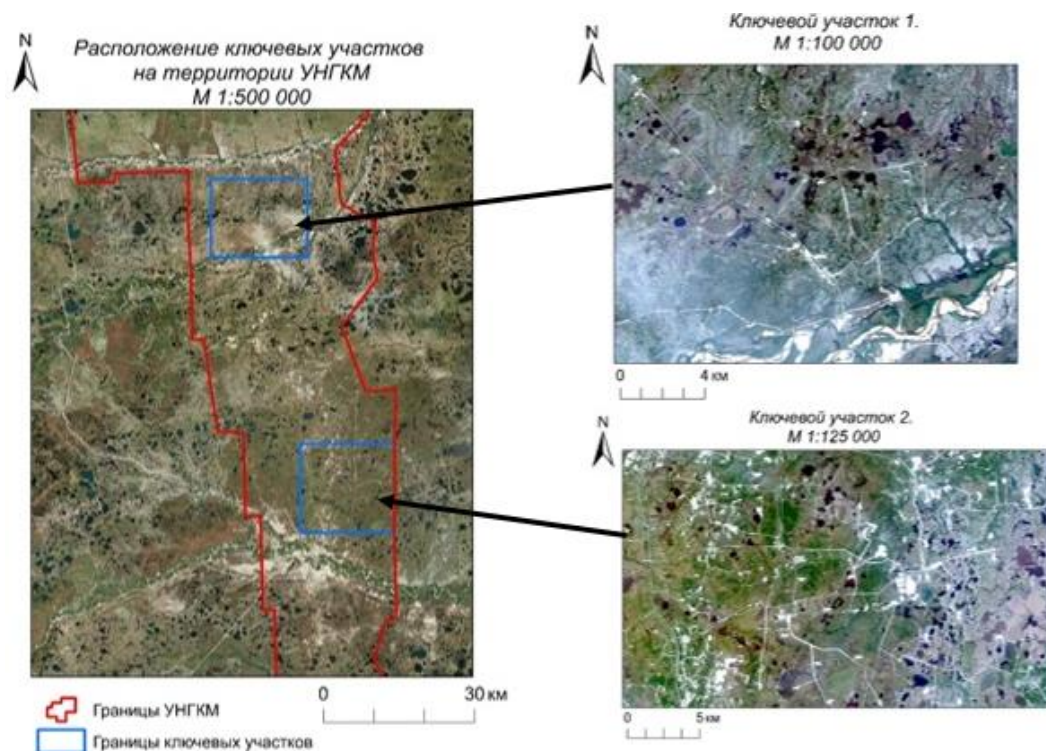 N
Расположение ключевых участков
на территории УНГКМ
М 1:500 000
0 30 км
Границы УНГКМ
Границы ключевых участков
N
Ключевой участок 1.
М 1:100 000
0 4 км
N
Ключевой участок 2.
М 1:125 000
0 5 км